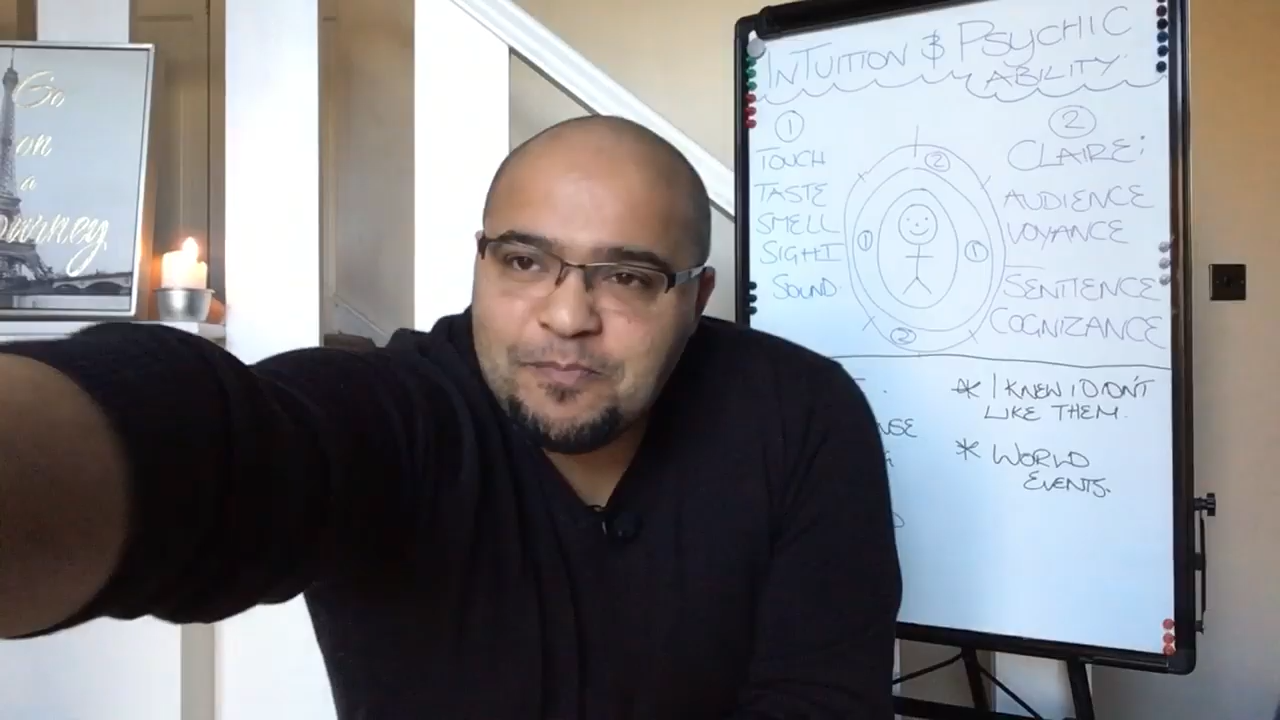 Go
on
a
INTUITION & PSYCHIC
ABILITY.
1
TOUCH
TASTE
SMELL
SIGHT
SOUND
2
1
1
2
2
CLAIRE:
AUDIENCE
VOYANCE
SENTIENCE
COGNIZANCE
* I KNEW I DIDN'T
LIKE THEM.
* WORLD
EVENTS.